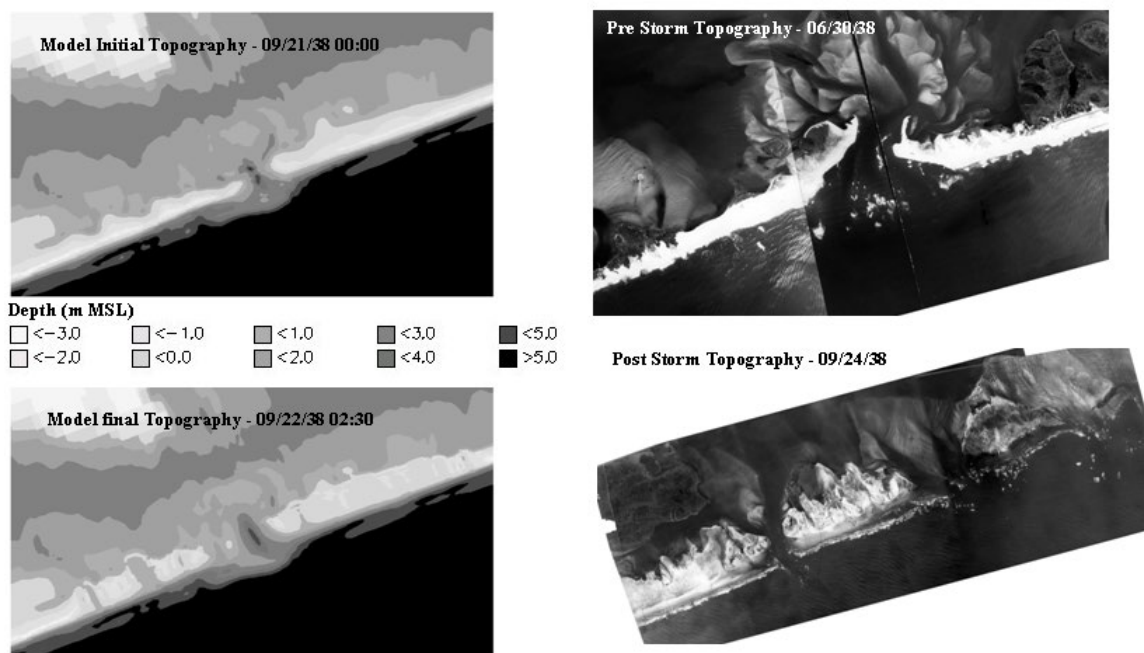 Model Initial Topography - 09/21/38 00:00
Pre Storm Topography - 06/30/38
Depth (m MSL)
<-3.0 <-1.0 <1.0 <3.0 <5.0
<-2.0 <0.0 <2.0 <4.0 >5.0
Model final Topography - 09/22/38 02:30
Post Storm Topography - 09/24/38